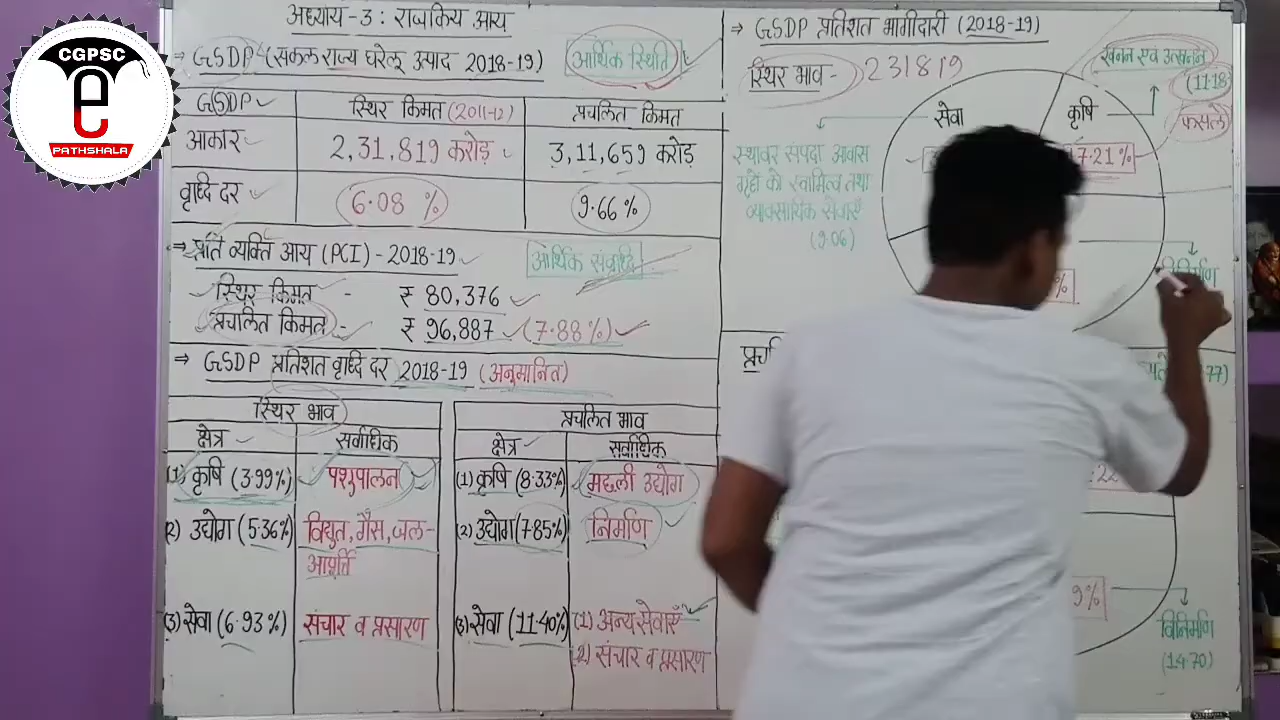 CGPSC
e
PATHSHALA
अध्याय-3 : राजकिय आय
→ GSDP (सकल राज्य घरेलू उत्पाद 2018-19) आर्थिक स्थिति
GSDP स्थिर किमत (2011-12) प्रचलित किमत
आकार 2,31,819 करोड़ 3,11,659 करोड़
वृध्दि दर 6.08 % 9.66%
→ प्रति व्यक्ति आय (PCI) - 2018-19 आर्थिक संवृध्दि
स्थिर किमत - ₹ 80,376
प्रचलित किमत - ₹ 96,887 (7.88%)
→ GSDP प्रतिशत वृध्दि दर 2018-19 (अनुमानित)
स्थिर भाव
क्षेत्र सर्वाधिक
(1) कृषि (3.99%) पशुपालन
(2) उद्योग (5.36%) विद्युत, गैस, जल-
आपूर्त्ति
(3) सेवा (6.93%) संचार व प्रसारण
प्रचलित भाव
क्षेत्र सर्वाधिक
(1) कृषि (8.33%) मछली उद्योग
(2) उद्योग (7.85%) निर्माण
(3) सेवा (11.40%) (1) अन्य सेवाएँ
(2) संचार व प्रसारण
→ GSDP प्रतिशत भागीदारी (2018-19)
स्थिर भाव - 231819
खनन एवं उत्खनन
(11.18)
फसलें
सेवा कृषि
17.21%
स्थावर संपदा आवास
गृहों को स्वामित्व तथा
व्यावसायिक सेवाएँ
(9.06)
विनिर्माण
(14.70)